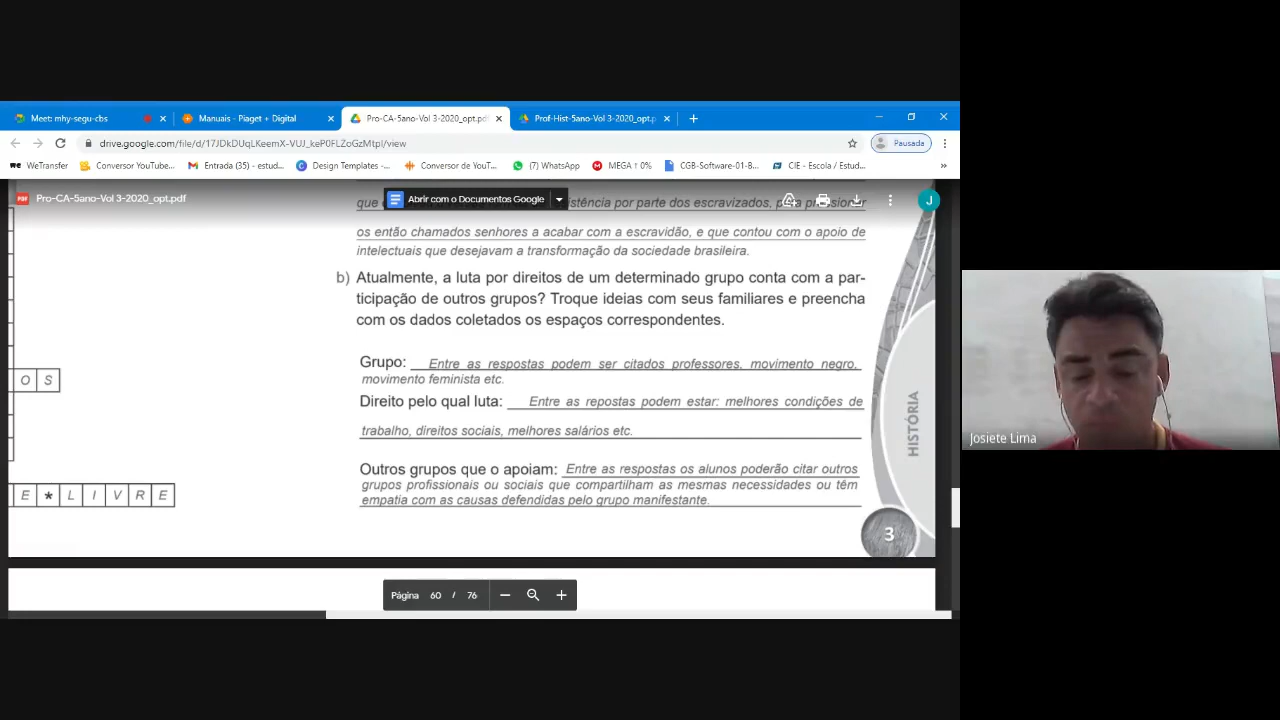 Meet: mhy-segu-cbs
Manuais - Piaget + Digital
Pro-CA-5ano-Vol 3-2020_opt.pdf
Prof-Hist-5ano-Vol 3-2020_opt.p
drive.google.com/file/d/17JDkDUqLKeemX-VUJ_keP0FLZoGzMtpI/view
Pausada
WeTransfer
Conversor YouTube...
Entrada (35) - estud...
Design Templates -...
Conversor de YouT...
(7) WhatsApp
MEGA ↑ 0%
CGB-Software-01-B...
CIE - Escola / Estud...
»
PDF Pro-CA-5ano-Vol 3-2020_opt.pdf
Abrir com o Documentos Google
J
que istência por parte dos escravizados,
os então chamados senhores a acabar com a escravidão, e que contou com o apoio de
intelectuais que desejavam a transformação da sociedade brasileira.
b) Atualmente, a luta por direitos de um determinado grupo conta com a par-
ticipação de outros grupos? Troque ideias com seus familiares e preencha
com os dados coletados os espaços correspondentes.
Grupo: Entre as respostas podem ser citados professores, movimento negro,
movimento feminista etc.
Direito pelo qual luta: Entre as repostas podem estar: melhores condições de
trabalho, direitos sociais, melhores salários etc.
Outros grupos que o apoiam: Entre as respostas os alunos poderão citar outros
grupos profissionais ou sociais que compartilham as mesmas necessidades ou têm
empatia com as causas defendidas pelo grupo manifestante.
O S
E * L I V R E
HISTÓRIA
3
Página 60 / 76
Josiete Lima